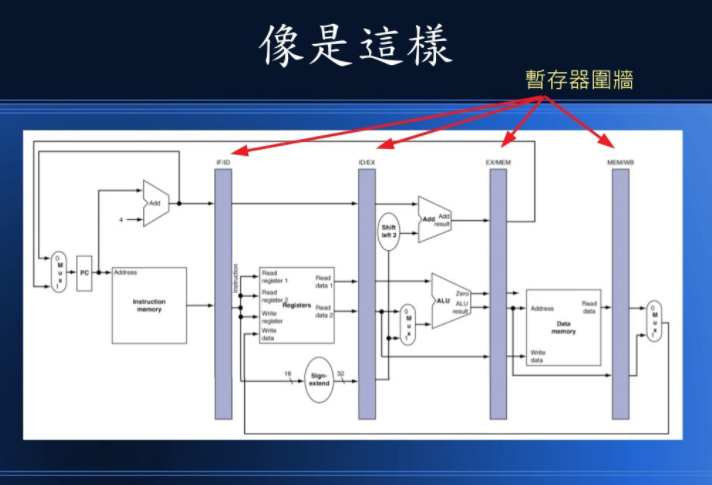 像是這樣
暫存器圍牆
IF/ID
ID/EX
EX/MEM
MEM/WB
Add
4
Shift
left 2
Add
Add
result
0
M
u
x
1
PC
Address
Instruction
memory
Instruction
Read
register 1
Read
register 2
Registers
Write
register
Write
data
Read
data 1
Read
data 2
0
M
u
x
1
ALU
Zero
ALU
result
Address
Read
data
Data
memory
Write
data
0
M
u
x
1
16
Sign-
extend
32